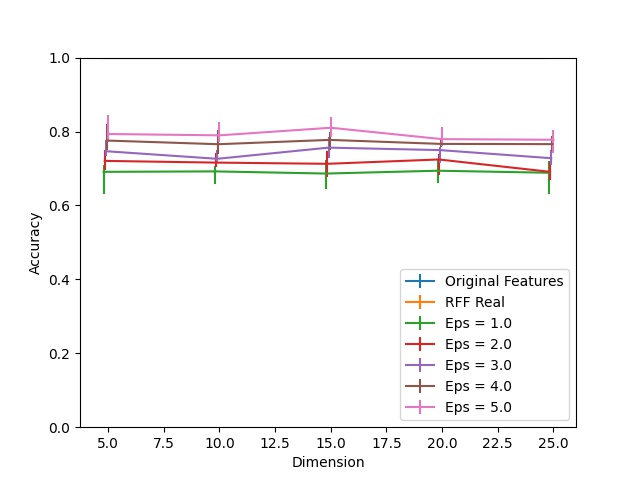 1.0
0.8
0.6
0.4
0.2
0.0
Accuracy
5.0 7.5 10.0 12.5 15.0 17.5 20.0 22.5 25.0
Dimension
Original Features
RFF Real
Eps = 1.0
Eps = 2.0
Eps = 3.0
Eps = 4.0
Eps = 5.0